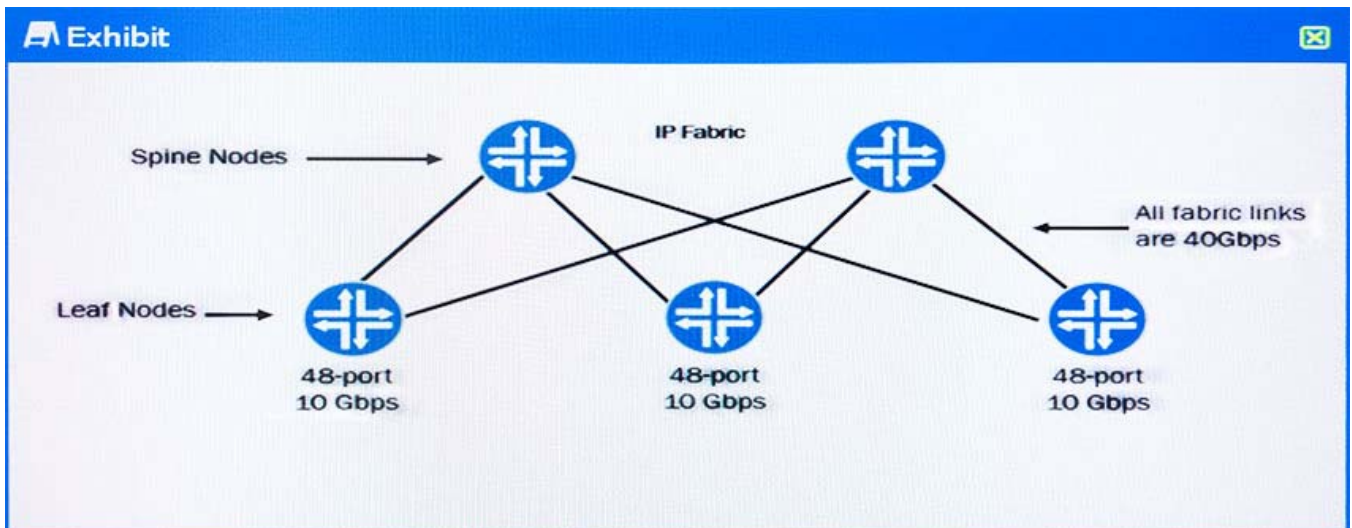 Exhibit
IP Fabric
Spine Nodes
All fabric links
are 40Gbps
Leaf Nodes
48-port
10 Gbps
48-port
10 Gbps
48-port
10 Gbps